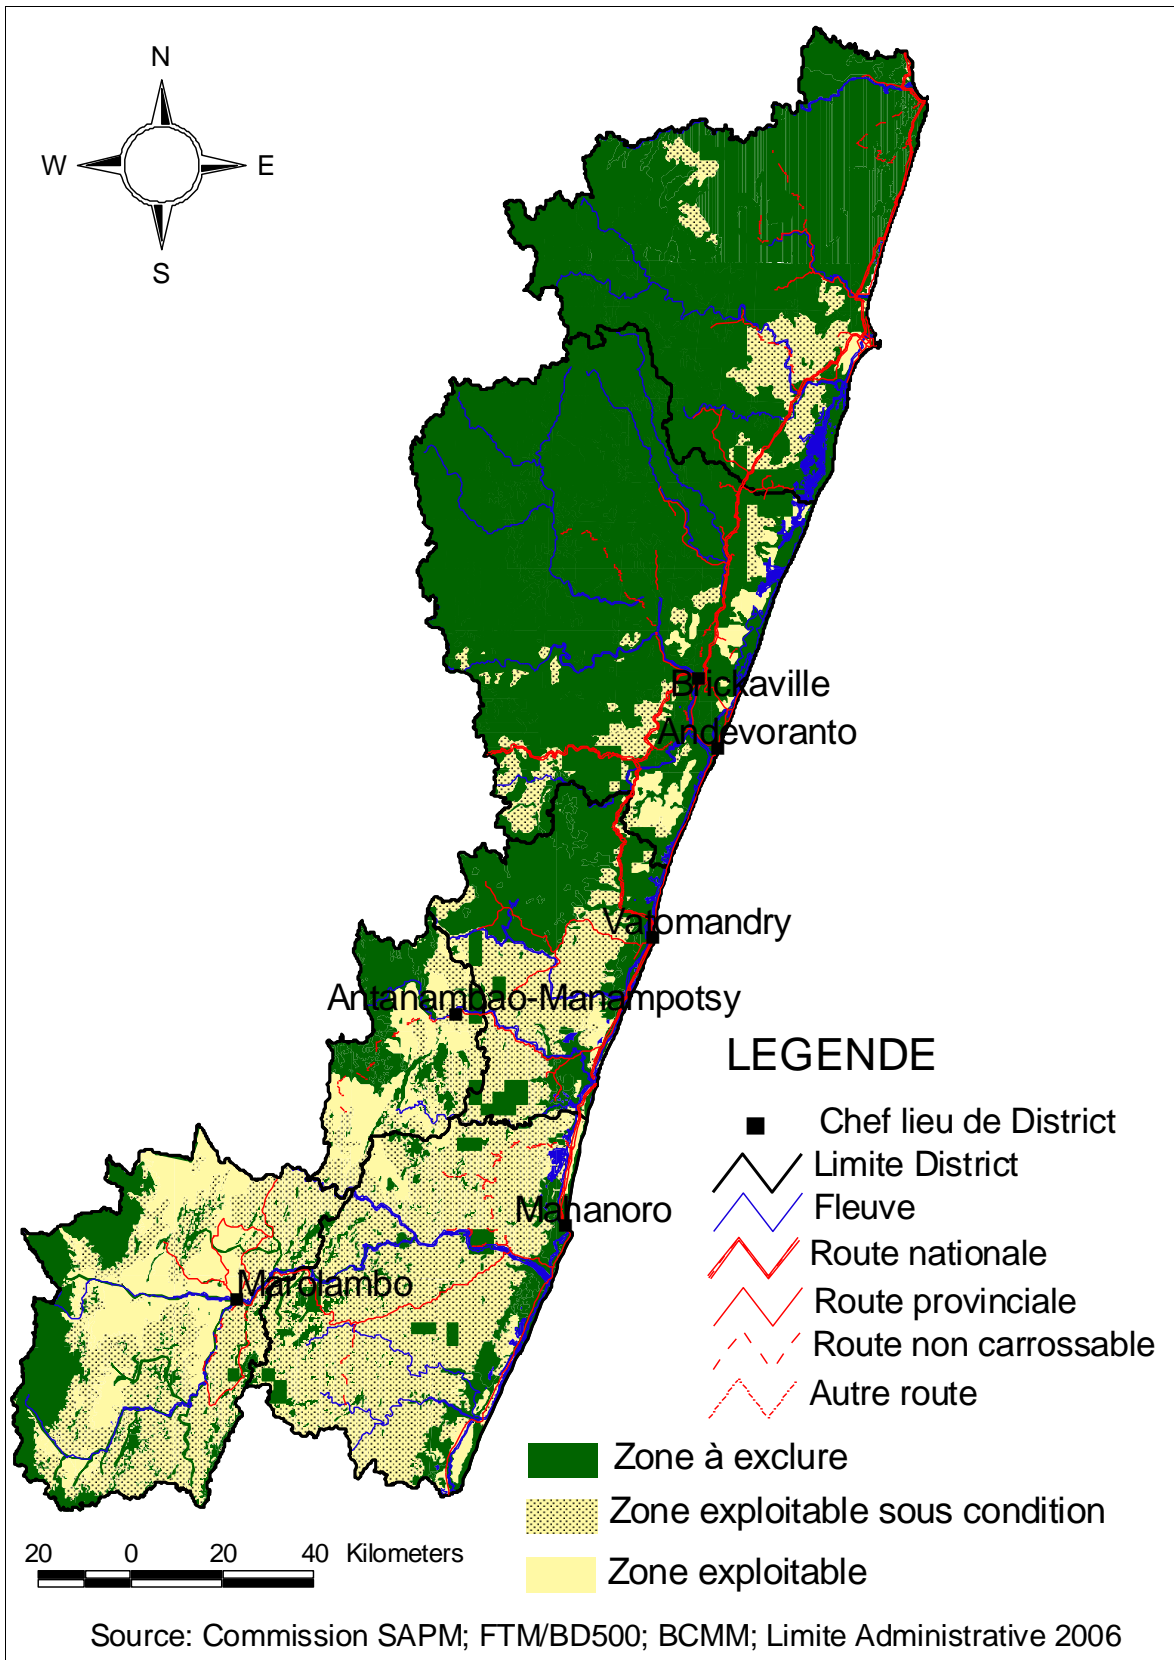 N
W E
S
Brickaville
Andevoranto
Vatomandry
Antanambao-Manampotsy
Mahanoro
Marolambo
LEGENDE
Chef lieu de District
Limite District
Fleuve
Route nationale
Route provinciale
Route non carrossable
Autre route
Zone à exclure
Zone exploitable sous condition
Zone exploitable
20 0 20 40 Kilometers
Source: Commission SAPM; FTM/BD500; BCMM; Limite Administrative 2006